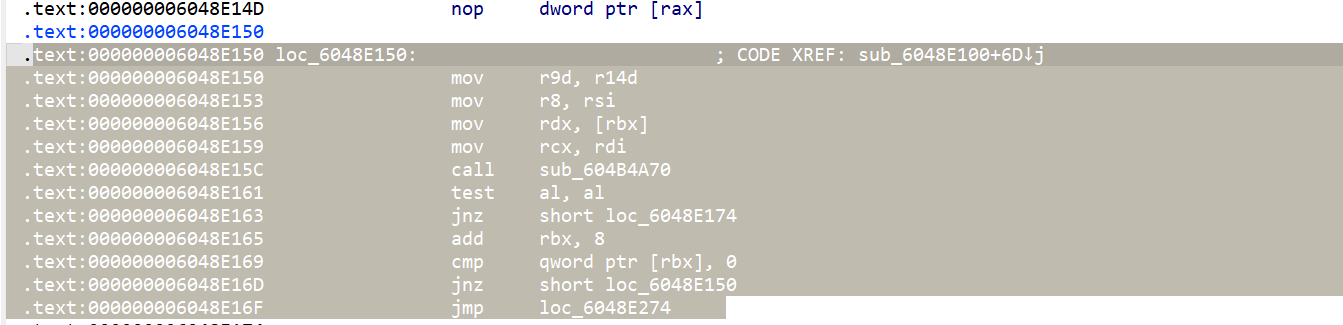 .text:000000006048E14D nop dword ptr [rax]
.text:000000006048E150
.text:000000006048E150 loc_6048E150: ; CODE XREF: sub_6048E100+6D↓j
.text:000000006048E150 mov r9d, r14d
.text:000000006048E153 mov r8, rsi
.text:000000006048E156 mov rdx, [rbx]
.text:000000006048E159 mov rcx, rdi
.text:000000006048E15C call sub_604B4A70
.text:000000006048E161 test al, al
.text:000000006048E163 jnz short loc_6048E174
.text:000000006048E165 add rbx, 8
.text:000000006048E169 cmp qword ptr [rbx], 0
.text:000000006048E16D jnz short loc_6048E150
.text:000000006048E16F jmp loc_6048E274